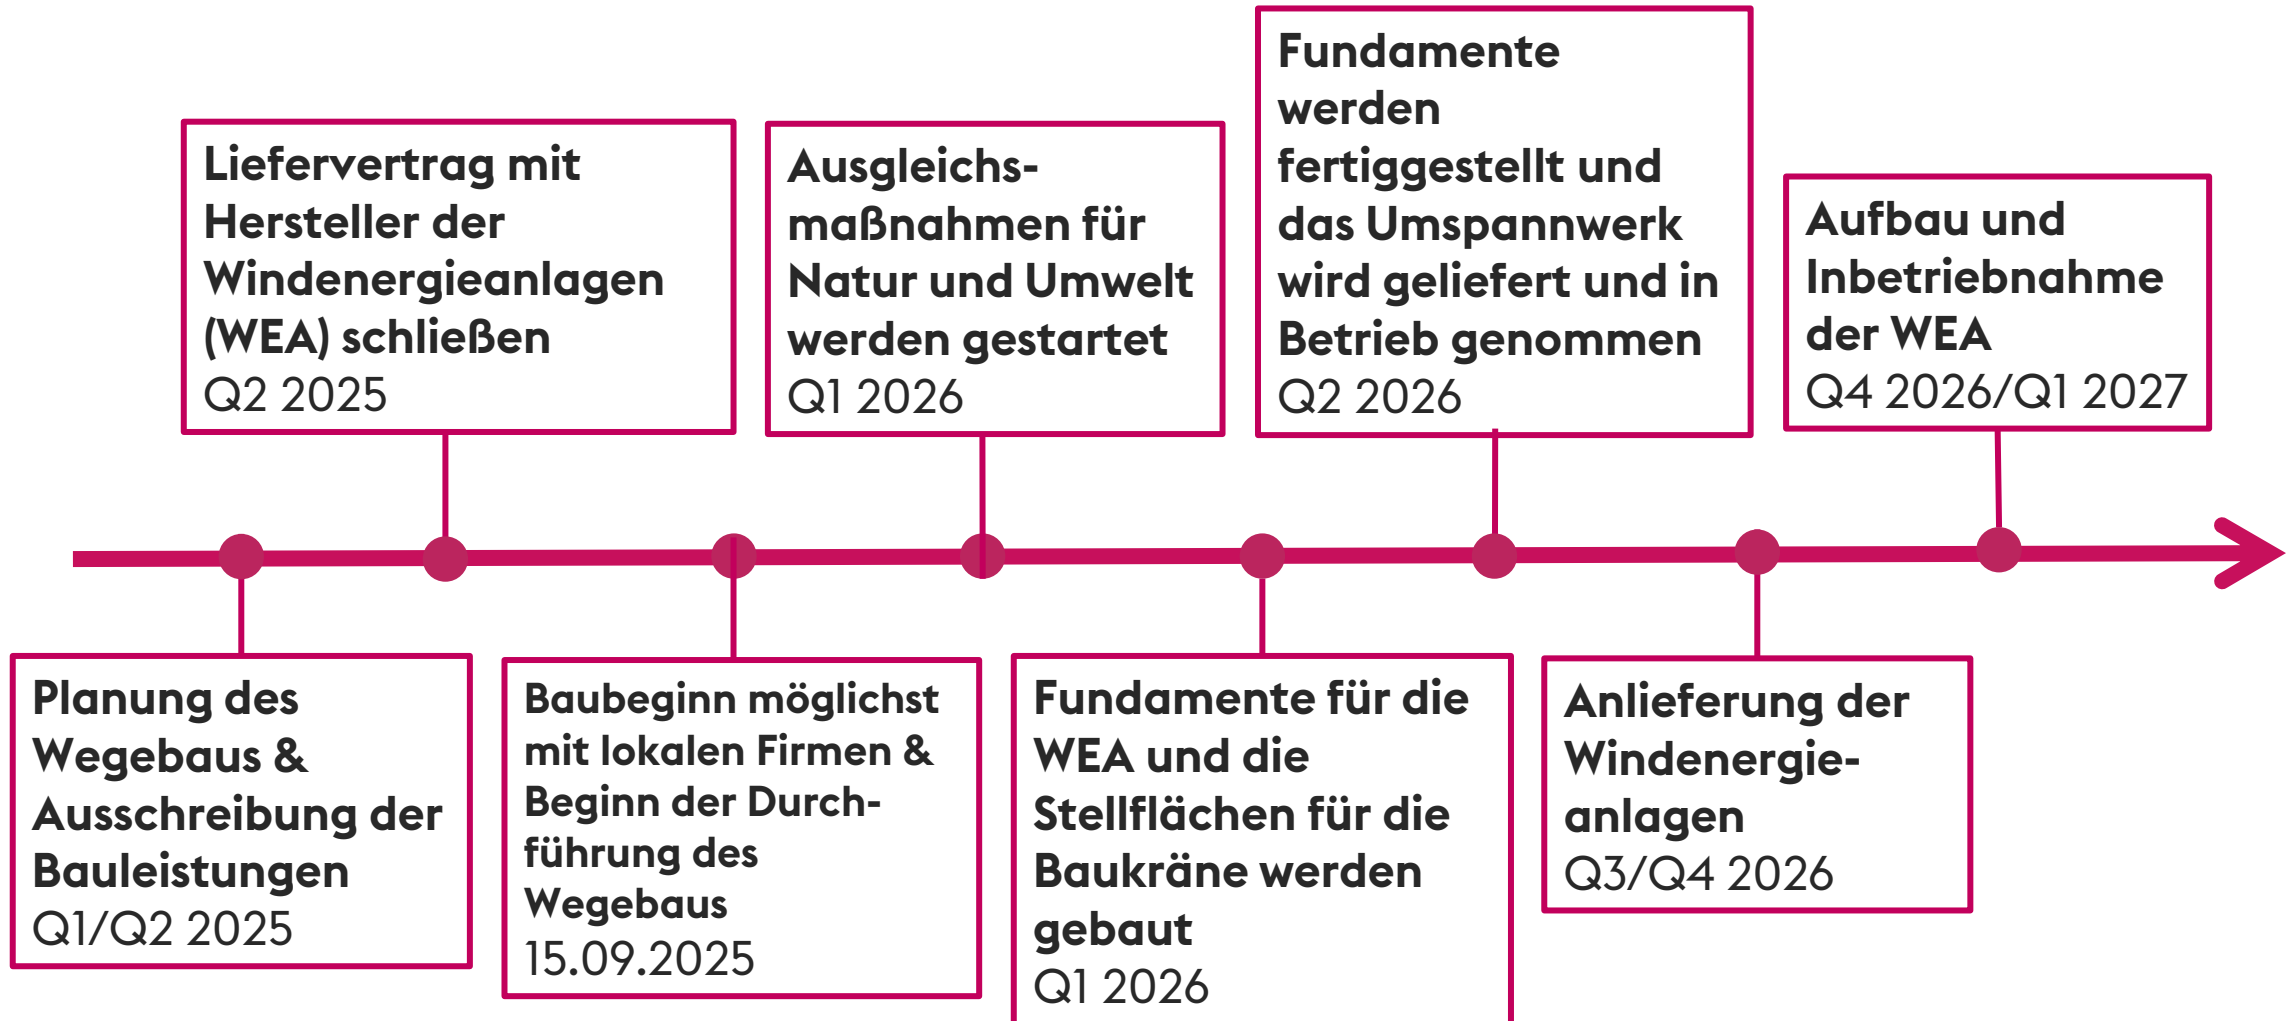 Planung des
Wegebaus &
Ausschreibung der
Bauleistungen
Q1/Q2 2025
Liefervertrag mit
Hersteller der
Windenergieanlagen
(WEA) schließen
Q2 2025
Baubeginn möglichst
mit lokalen Firmen &
Beginn der Durch-
führung des
Wegebaus
15.09.2025
Ausgleichs-
maßnahmen für
Natur und Umwelt
werden gestartet
Q1 2026
Fundamente für die
WEA und die
Stellflächen für die
Baukräne werden
gebaut
Q1 2026
Fundamente
werden
fertiggestellt und
das Umspannwerk
wird geliefert und in
Betrieb genommen
Q2 2026
Anlieferung der
Windenergie-
anlagen
Q3/Q4 2026
Aufbau und
Inbetriebnahme
der WEA
Q4 2026/Q1 2027